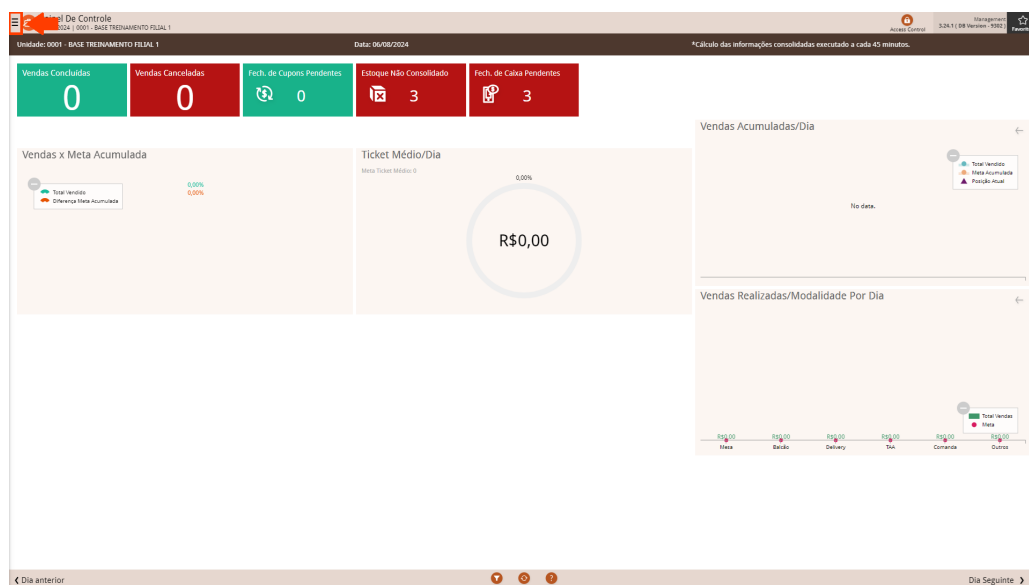 el De Controle
2024 | 0001 - BASE TREINAMENTO FILIAL 1
Access Control
Management
3.24.1 | DB Version - 9302 |
Favorit
Unidade: 0001 - BASE TREINAMENTO FILIAL 1
Data: 06/08/2024
*Cálculo das informações consolidadas executado a cada 45 minutos.
Vendas Concluídas
0
Vendas Canceladas
0
Fech. de Cupons Pendentes
0
Estoque Não Consolidado
3
Fech. de Caixa Pendentes
3
Vendas x Meta Acumulada
Total Vendido
Diferença Meta Acumulada
0,00%
0,00%
Ticket Médio/Dia
Meta Ticket Médio: 0
0,00%
R$0,00
Vendas Acumuladas/Dia
Total Vendido
Meta Acumulada
Posição Atual
No data.
Vendas Realizadas/Modalidade Por Dia
Total Vendas
Meta
R$0,00 R$0,00 R$0,00 R$0,00 R$0,00 R$0,00
Mesa Balcão Delivery TAA Comanda Outros
Dia anterior
?
Dia Seguinte